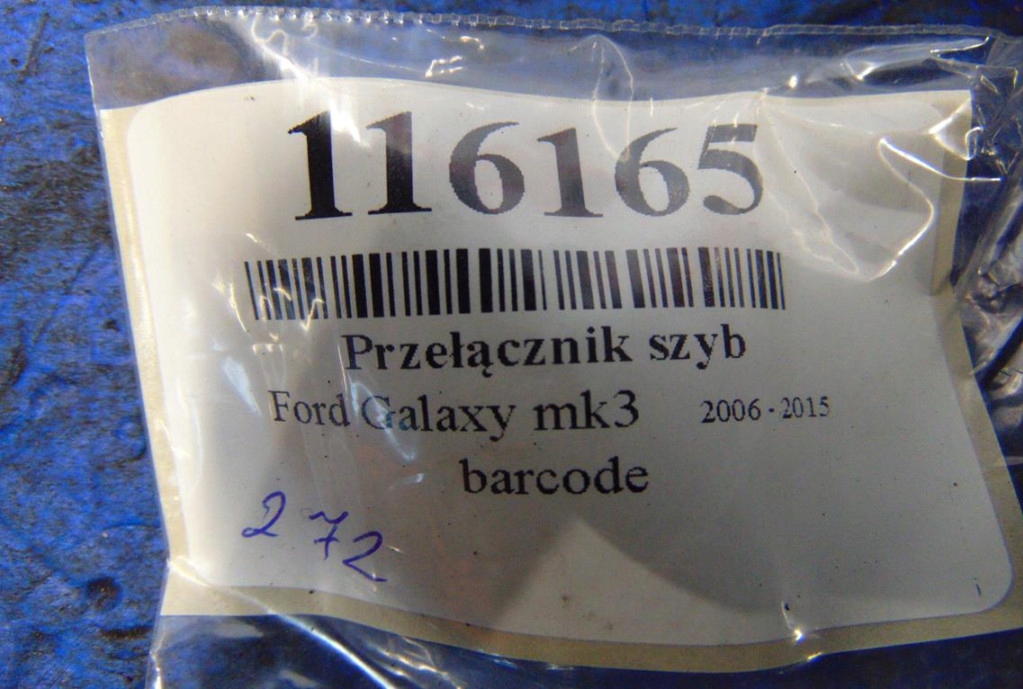 116165
Przełącznik szyb
Ford Galaxy mk3 2006 - 2015
barcode
272